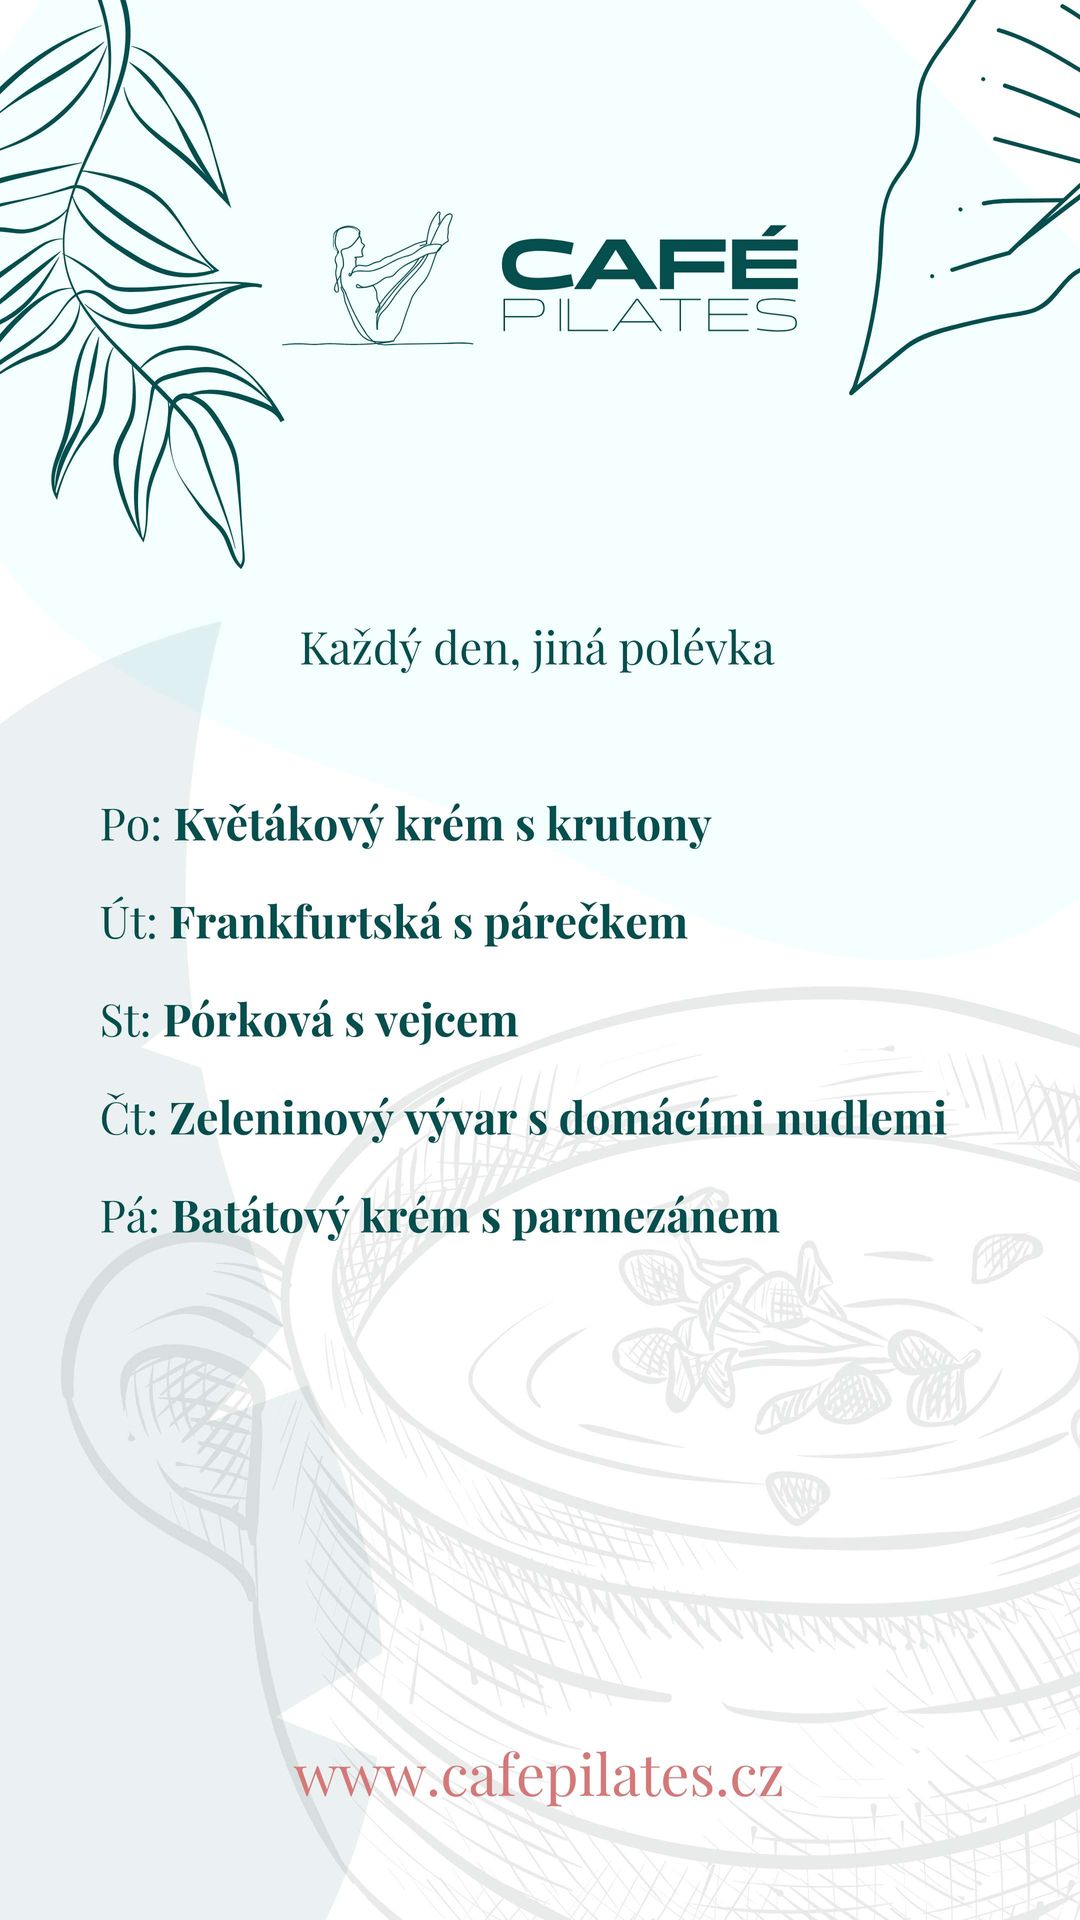 CAFÉ
PILATES
Každý den, jiná polévka
Po: Květákový krém s krutony
Út: Frankfurtská s párečkem
St: Pórková s vejcem
Čt: Zeleninový vývar s domácími nudlemi
Pá: Batátový krém s parmezánem
www.cafepilates.cz